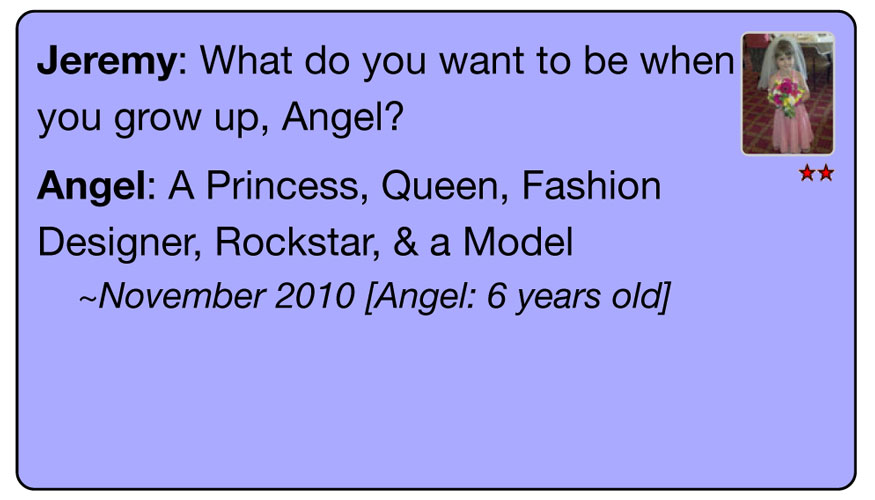 Jeremy: What do you want to be when
you grow up, Angel?
Angel: A Princess, Queen, Fashion
Designer, Rockstar, & a Model
~November 2010 [Angel: 6 years old]